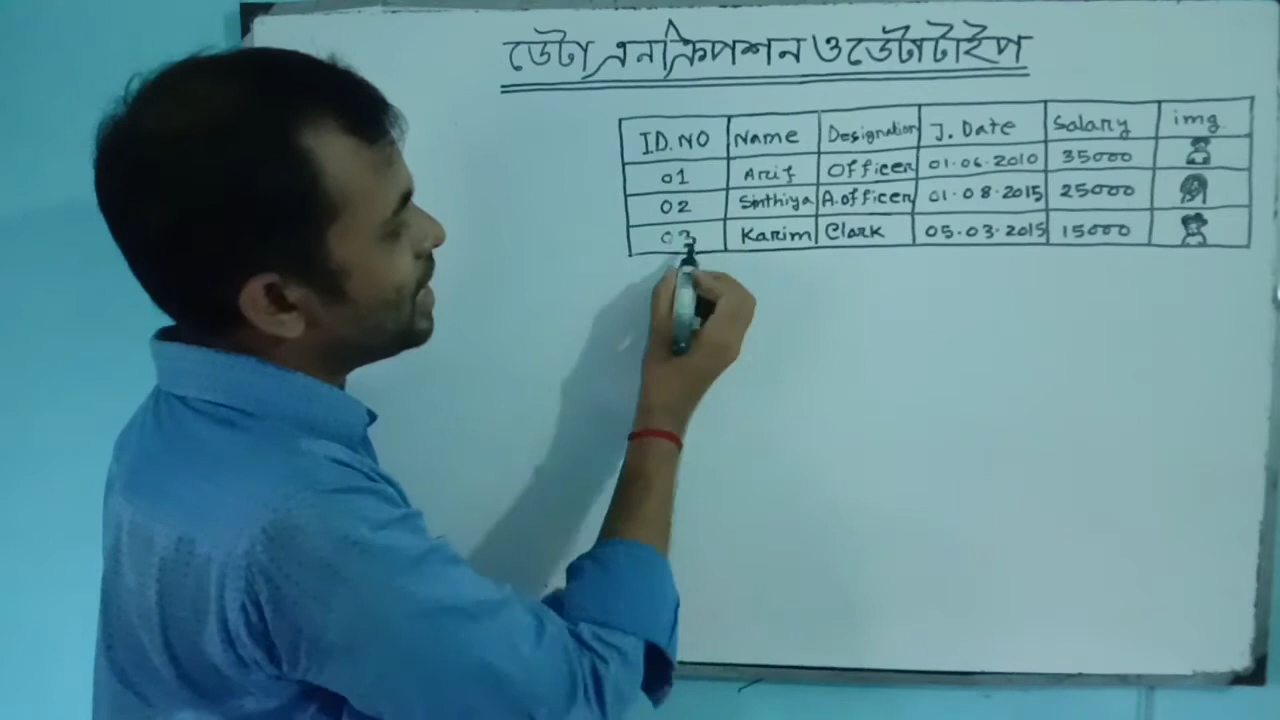 ডেটা এনক্রিপশন ও ডেটা টাইপ
ID.NO Name Designation J. Date Salary img.
01 Arif Officer 01.06.2010 35000
02 Sinthiya A.officer 01.08.2015 25000
03 Karim Clark 05.03.2015 15000